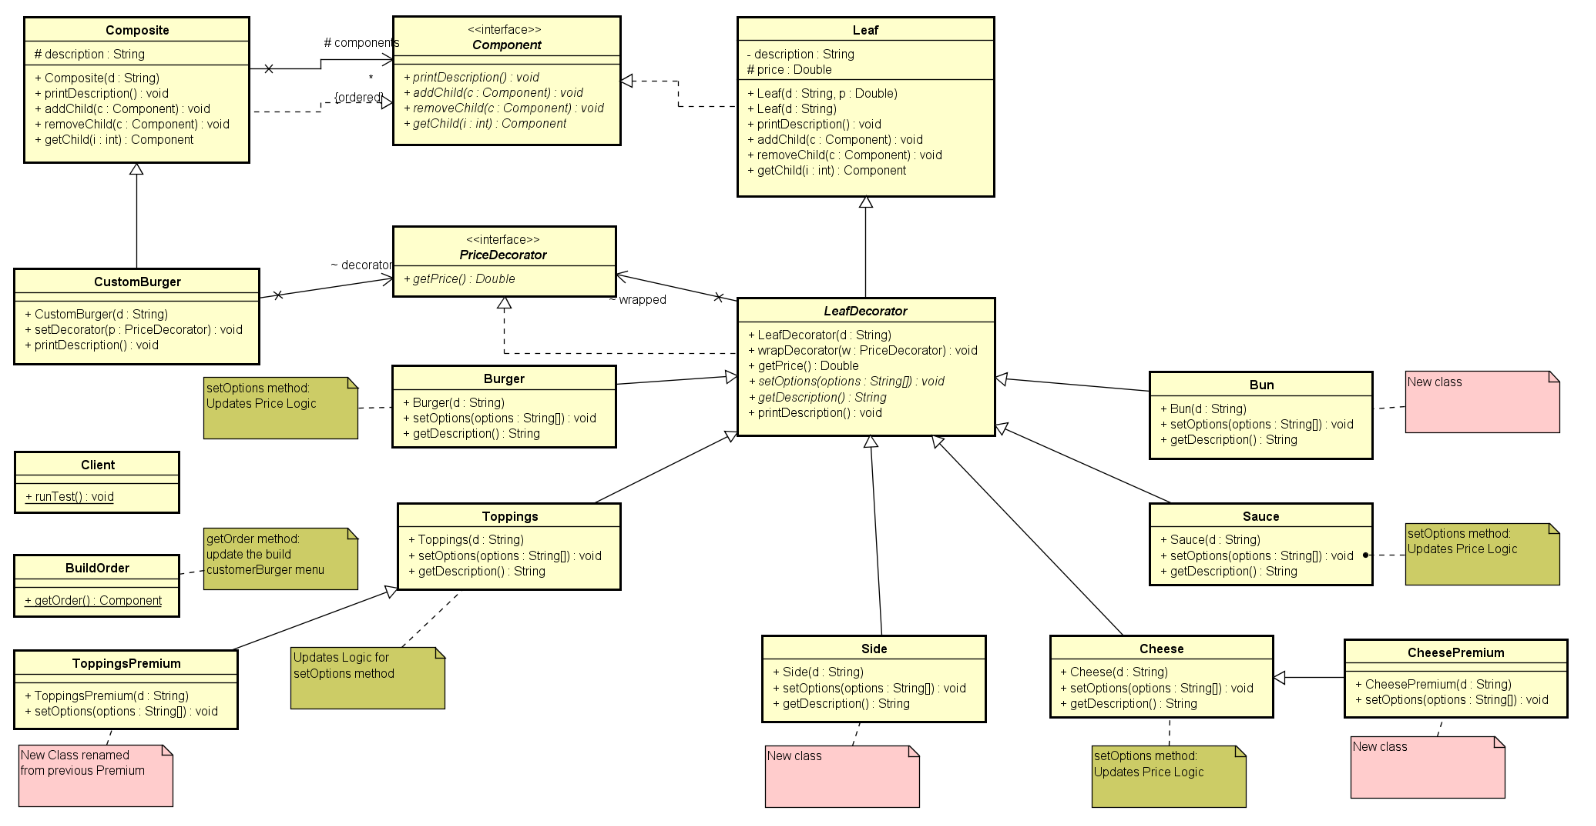 Composite
# description : String
+ Composite(d : String)
+ printDescription() : void
+ addChild(c : Component) : void
+ removeChild(c : Component) : void
+ getChild(i : int) : Component
# components
*
{ordered}
<<interface>>
Component
+ printDescription() : void
+ addChild(c : Component) : void
+ removeChild(c : Component) : void
+ getChild(i : int) : Component
Leaf
- description : String
# price : Double
+ Leaf(d : String, p : Double)
+ Leaf(d : String)
+ printDescription() : void
+ addChild(c : Component) : void
+ removeChild(c : Component) : void
+ getChild(i : int) : Component
CustomBurger
+ CustomBurger(d : String)
+ setDecorator(p : PriceDecorator) : void
+ printDescription() : void
~ decorator
<<interface>>
PriceDecorator
+ getPrice() : Double
~ wrapped
LeafDecorator
+ LeafDecorator(d : String)
+ wrapDecorator(w : PriceDecorator) : void
+ getPrice() : Double
+ setOptions(options : String[]) : void
+ getDescription() : String
+ printDescription() : void
setOptions method:
Updates Price Logic
Burger
+ Burger(d : String)
+ setOptions(options : String[]) : void
+ getDescription() : String
Bun
+ Bun(d : String)
+ setOptions(options : String[]) : void
+ getDescription() : String
New class
Client
+ runTest() : void
BuildOrder
+ getOrder() : Component
getOrder method:
update the build
customerBurger menu
Toppings
+ Toppings(d : String)
+ setOptions(options : String[]) : void
+ getDescription() : String
Sauce
+ Sauce(d : String)
+ setOptions(options : String[]) : void
+ getDescription() : String
setOptions method:
Updates Price Logic
ToppingsPremium
+ ToppingsPremium(d : String)
+ setOptions(options : String[]) : void
New Class renamed
from previous Premium
Updates Logic for
setOptions method
Side
+ Side(d : String)
+ setOptions(options : String[]) : void
+ getDescription() : String
New class
Cheese
+ Cheese(d : String)
+ setOptions(options : String[]) : void
+ getDescription() : String
setOptions method:
Updates Price Logic
CheesePremium
+ CheesePremium(d : String)
+ setOptions(options : String[]) : void
New class